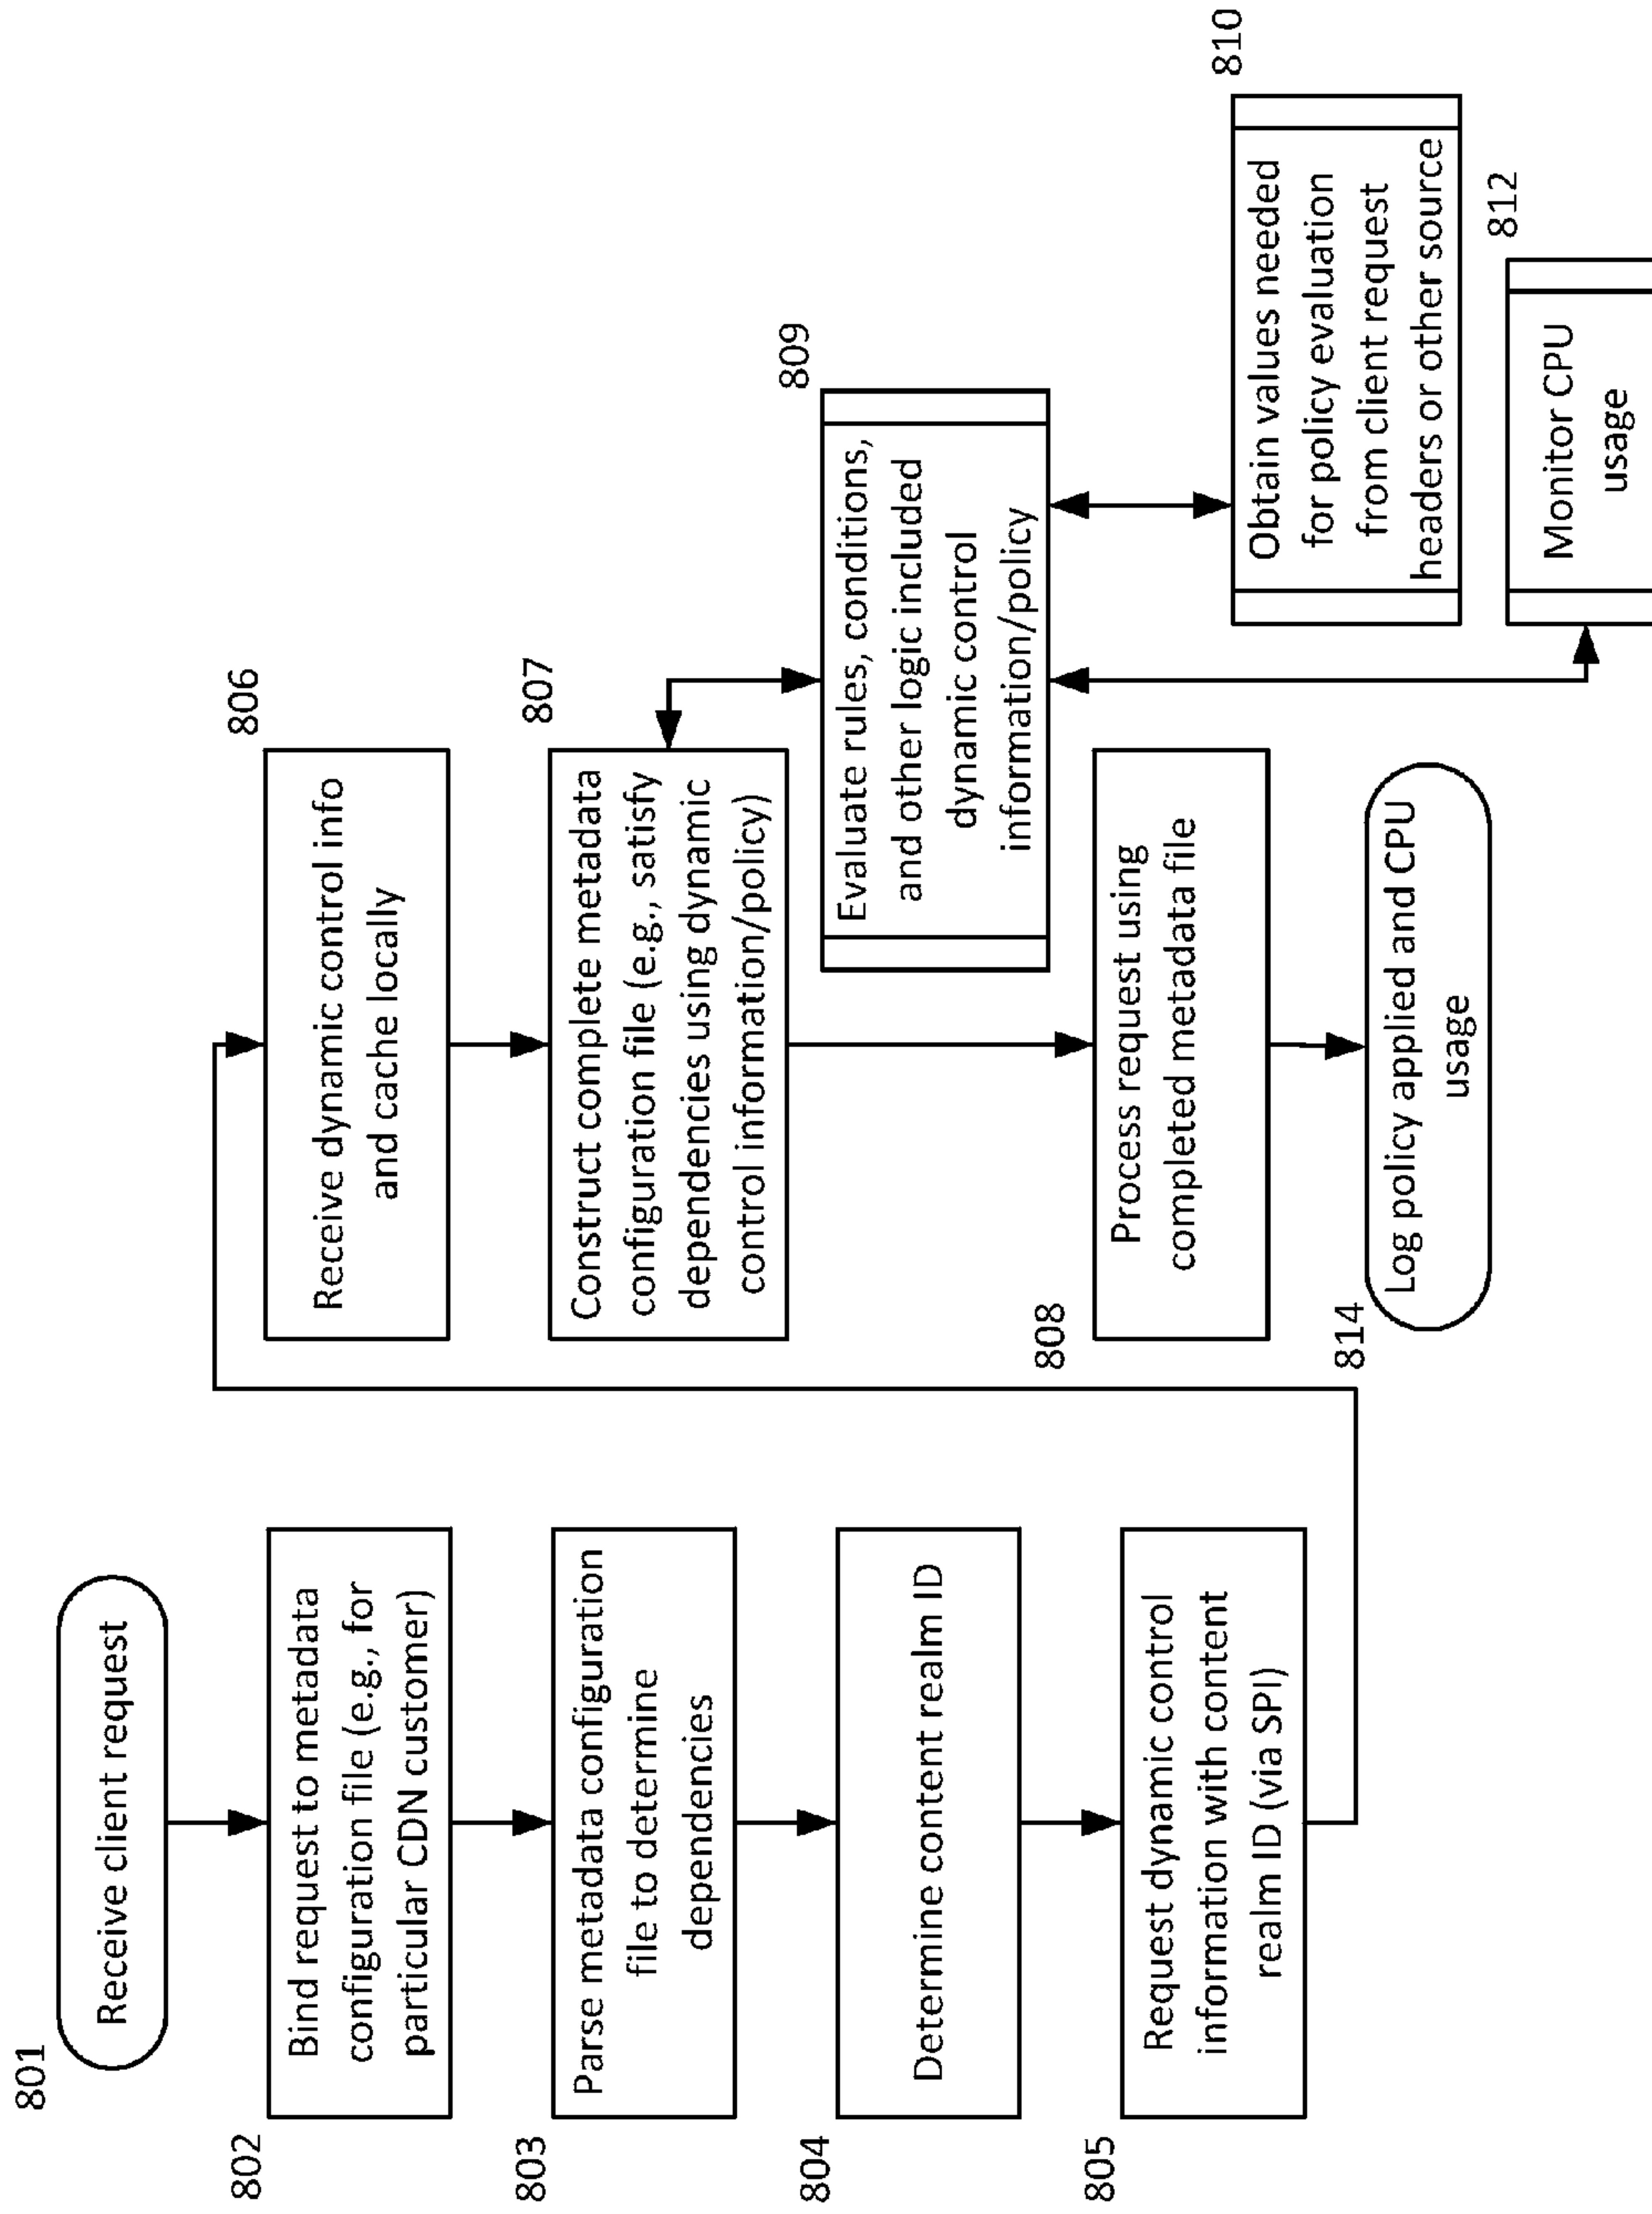 801
Receive client request
802
Bind request to metadata
configuration file (e.g., for
particular CDN customer)
803
Parse metadata configuration
file to determine
dependencies
804
Determine content realm ID
805
Request dynamic control
information with content
realm ID (via SPI)
806
Receive dynamic control info
and cache locally
807
Construct complete metadata
configuration file (e.g., satisfy
dependencies using dynamic
control information/policy)
808
Process request using
completed metadata file
814
Log policy applied and CPU
usage
809
Evaluate rules, conditions,
and other logic included
dynamic control
information/policy
810
Obtain values needed
for policy evaluation
from client request
headers or other source
812
Monitor CPU
usage